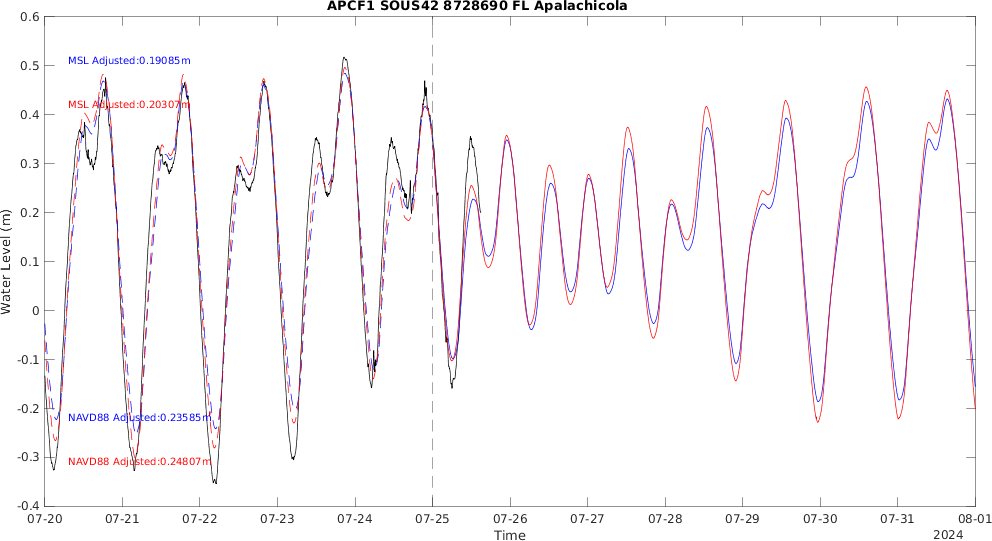 APCF1 SOUS42 8728690 FL Apalachicola
0.6
0.5
0.4
0.3
0.2
0.1
0
-0.1
-0.2
-0.3
-0.4
Water Level (m)
MSL Adjusted:0.19085m
MSL Adjusted:0.20307m
NAVD88 Adjusted:0.23585m
NAVD88 Adjusted:0.24807m
07-20 07-21 07-22 07-23 07-24 07-25 07-26 07-27 07-28 07-29 07-30 07-31 08-01
Time
2024